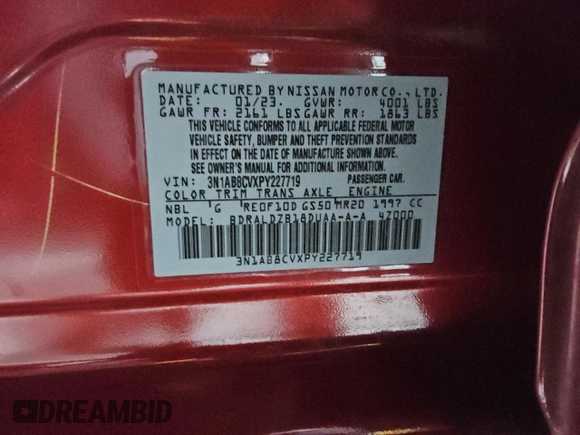 MANUFACTURED BY NISSAN MOTOR CO., LTD.
DATE: 01/23. GVWR: 4001 LBS
GAWR FR: 2161 LBS GAWR RR: 1863 LBS
THIS VEHICLE CONFORMS TO ALL APPLICABLE FEDERAL MOTOR
VEHICLE SAFETY, BUMPER AND THEFT PREVENTION STANDARDS
IN EFFECT ON THE DATE OF MANUFACTURE SHOWN ABOVE.
SEE OWNER'S MANUAL FOR ADDITIONAL INFORMATION.
VIN: 3N1AB8CVXPY227719 PASSENGER CAR.
COLOR TRIM TRANS AXLE ENGINE
NBL G RE0F10D GS50 MR20 1997 CC
MODEL: BDRALDZB18DUAA-A-A 47000
3N1AB8CVXPY227719
DREAMBID